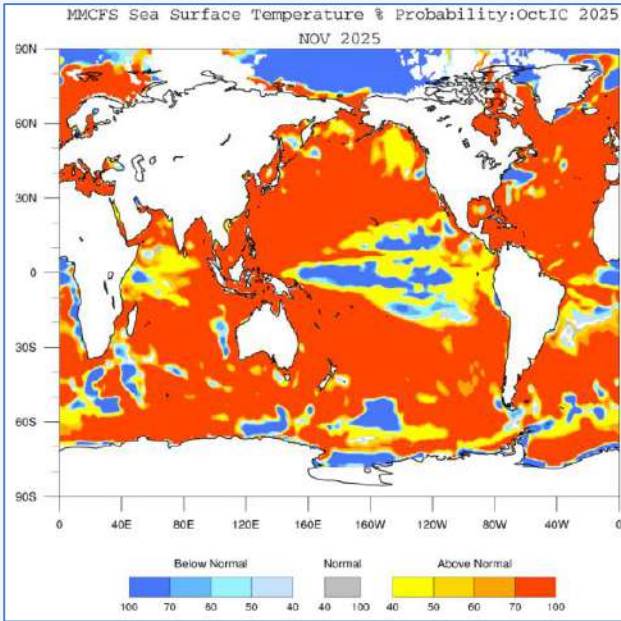 MMCFS Sea Surface Temperature % Probability:OctIC 2025
NOV 2025
90N
60N
30N
0
30S
60S
90S
0 40E 80E 120E 160E 160W 120W 80W 40W 0
Below Normal Normal Above Normal
100 70 60 50 40 40 100 40 50 60 70 100